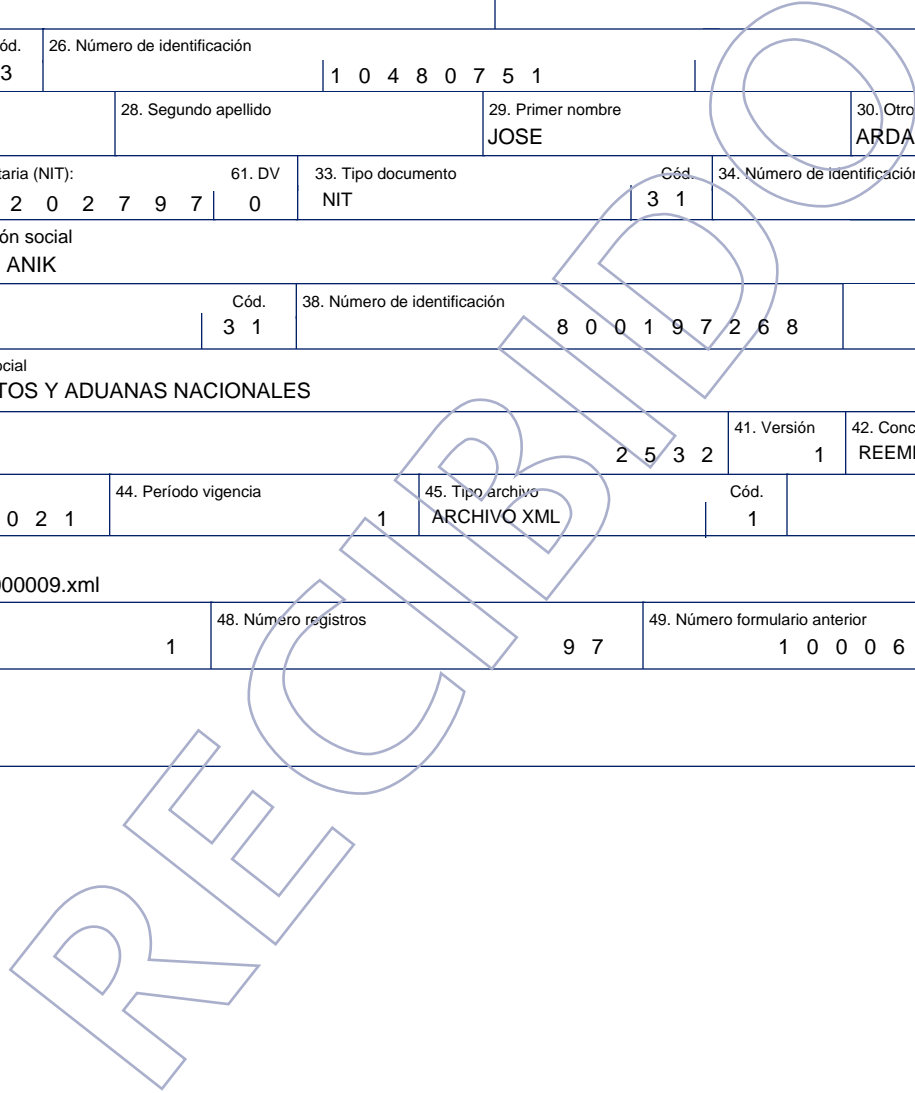 ód. 26. Número de identificación
3 1 0 4 8 0 7 5 1
28. Segundo apellido 29. Primer nombre 30. Otro
JOSE ARDA
aria (NIT): 61. DV 33. Tipo documento Cód. 34. Número de identificación
2 0 2 7 9 7 0 NIT 3 1
ón social
ANIK
Cód. 38. Número de identificación
3 1 8 0 0 1 9 7 2 6 8
ocial
TOS Y ADUANAS NACIONALES
41. Versión 42. Conc
2 5 3 2 1 REEM
44. Período vigencia 45. Tipo archivo Cód.
0 2 1 1 ARCHIVO XML 1
00009.xml
48. Número registros 49. Número formulario anterior
1 9 7 1 0 0 0 6
RECIBIDO